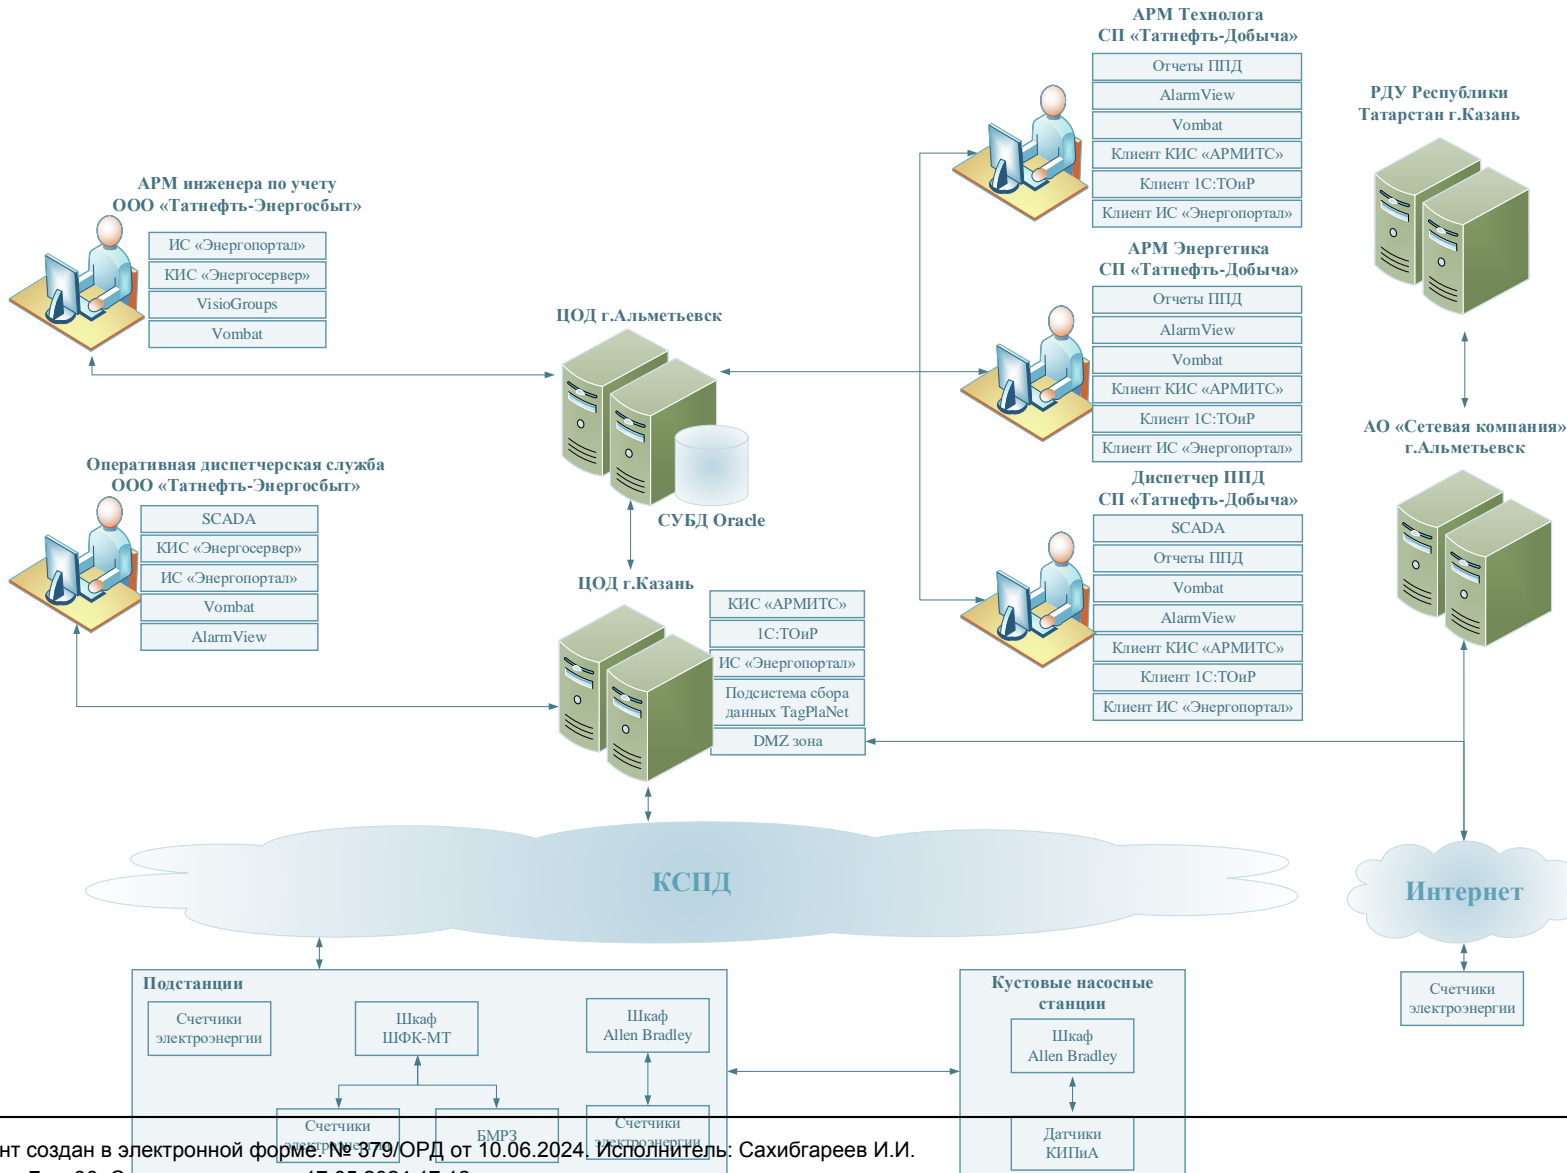 АРМ Технолога
СП «Татнефть-Добыча»
Отчеты ППД
AlarmView
Vombat
Клиент КИС «АРМИТС»
Клиент 1С:ТОиР
Клиент ИС «Энергопортал»
РДУ Республики
Татарстан г.Казань
АРМ инженера по учету
ООО «Татнефть-Энергосбыт»
ИС «Энергопортал»
КИС «Энергосервер»
VisioGroups
Vombat
АРМ Энергетика
СП «Татнефть-Добыча»
Отчеты ППД
AlarmView
Vombat
Клиент КИС «АРМИТС»
Клиент 1С:ТОиР
Клиент ИС «Энергопортал»
ЦОД г.Альметьевск
СУБД Oracle
АО «Сетевая компания»
г.Альметьевск
Оперативная диспетчерская служба
ООО «Татнефть-Энергосбыт»
SCADA
КИС «Энергосервер»
ИС «Энергопортал»
Vombat
AlarmView
Диспетчер ППД
СП «Татнефть-Добыча»
SCADA
Отчеты ППД
Vombat
AlarmView
Клиент КИС «АРМИТС»
Клиент 1С:ТОиР
Клиент ИС «Энергопортал»
ЦОД г.Казань
КИС «АРМИТС»
1С:ТОиР
ИС «Энергопортал»
Подсистема сбора
данных TagPlaNet
DMZ зона
КСПД
Интернет
Подстанции
Счетчики
электроэнергии
Шкаф
ШФК-МТ
Шкаф
Allen Bradley
Счетчики
электроэнергии
БМРЗ
Счетчики
электроэнергии
Кустовые насосные
станции
Шкаф
Allen Bradley
Датчики
КИПиА
Счетчики
электроэнергии
нт создан в электронной форме. № 379/ОРД от 10.06.2024. Исполнитель: Сахибгареев И.И.